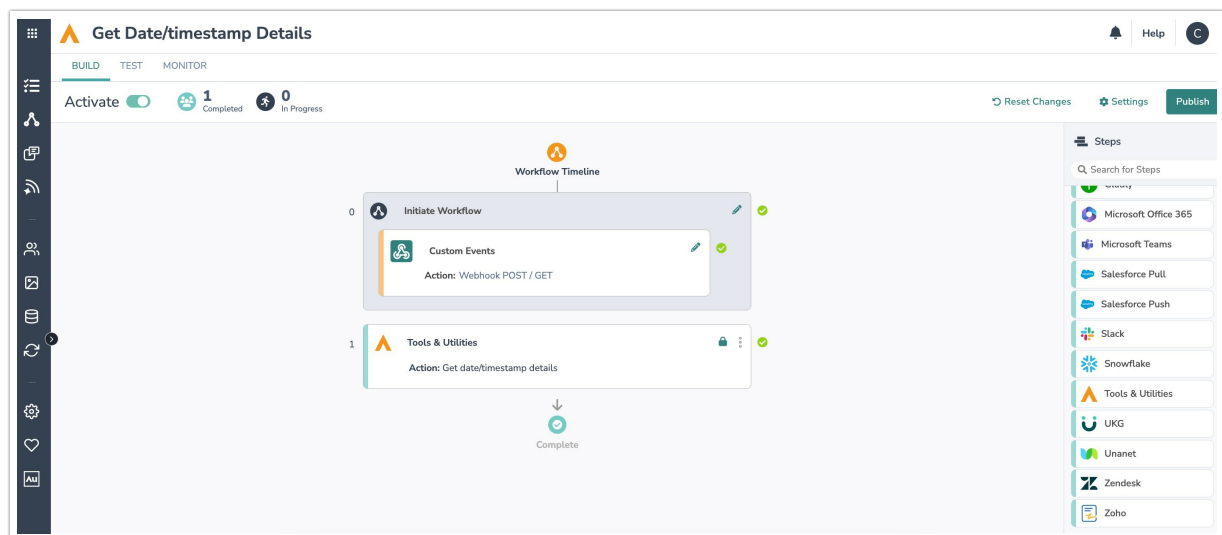 Get Date/timestamp Details
Help
C
BUILD TEST MONITOR
Activate
1
Completed
0
In Progress
Reset Changes
Settings
Publish
Workflow Timeline
0
Initiate Workflow
Custom Events
Action: Webhook POST / GET
1
Tools & Utilities
Action: Get date/timestamp details
Complete
Steps
Search for Steps
Microsoft Office 365
Microsoft Teams
Salesforce Pull
Salesforce Push
Slack
Snowflake
Tools & Utilities
UKG
Unanet
Zendesk
Zoho
Au